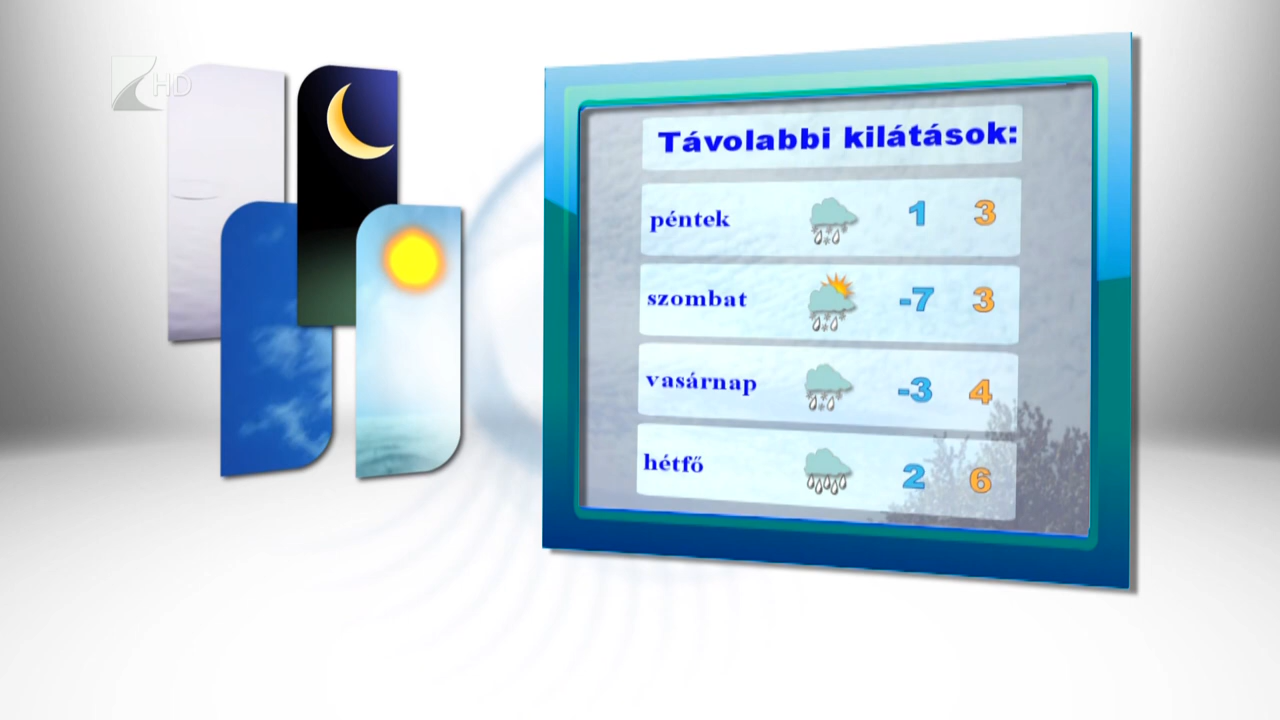 HD
Távolabbi kilátások:
péntek 1 3
szombat -7 3
vasárnap -3 4
hétfő 2 6